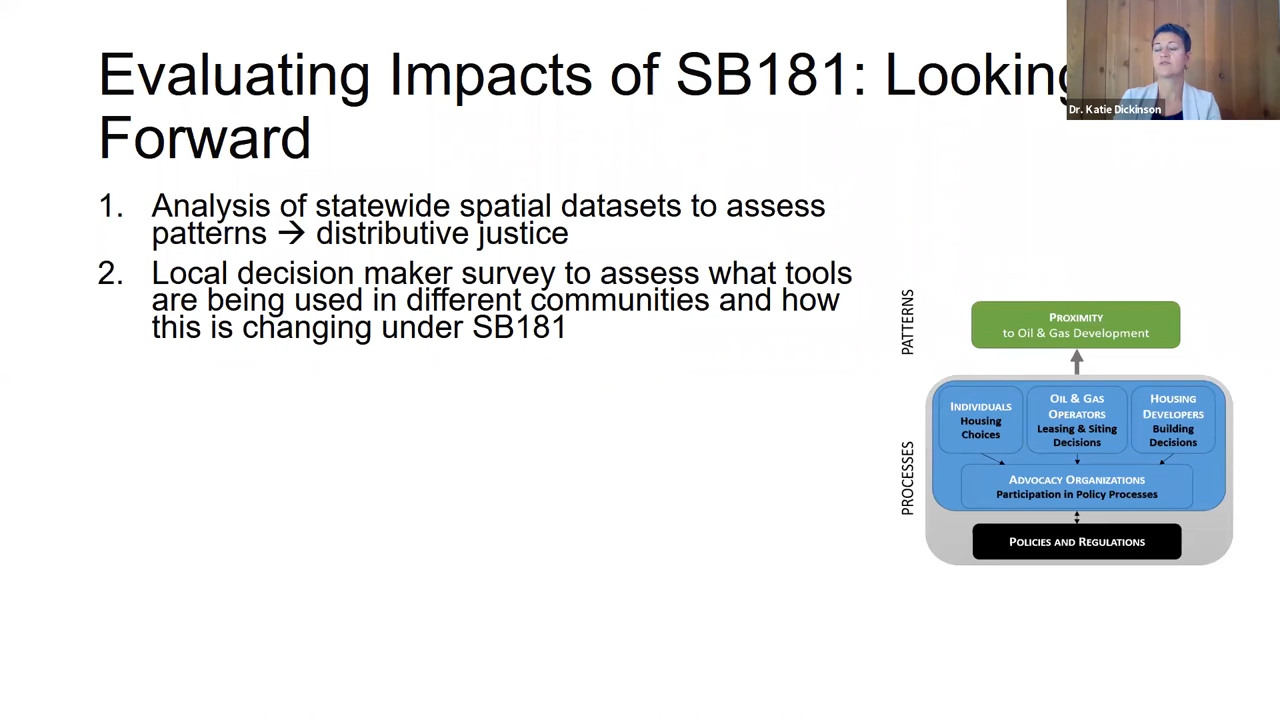 Evaluating Impacts of SB181: Looking
Forward
Dr. Katie Dickinson
1. Analysis of statewide spatial datasets to assess
patterns → distributive justice
2. Local decision maker survey to assess what tools
are being used in different communities and how
this is changing under SB181
PATTERNS
PROXIMITY
to Oil & Gas Development
PROCESSES
INDIVIDUALS
Housing
Choices
OIL & GAS
OPERATORS
Leasing & Siting
Decisions
HOUSING
DEVELOPERS
Building
Decisions
ADVOCACY ORGANIZATIONS
Participation in Policy Processes
POLICIES AND REGULATIONS